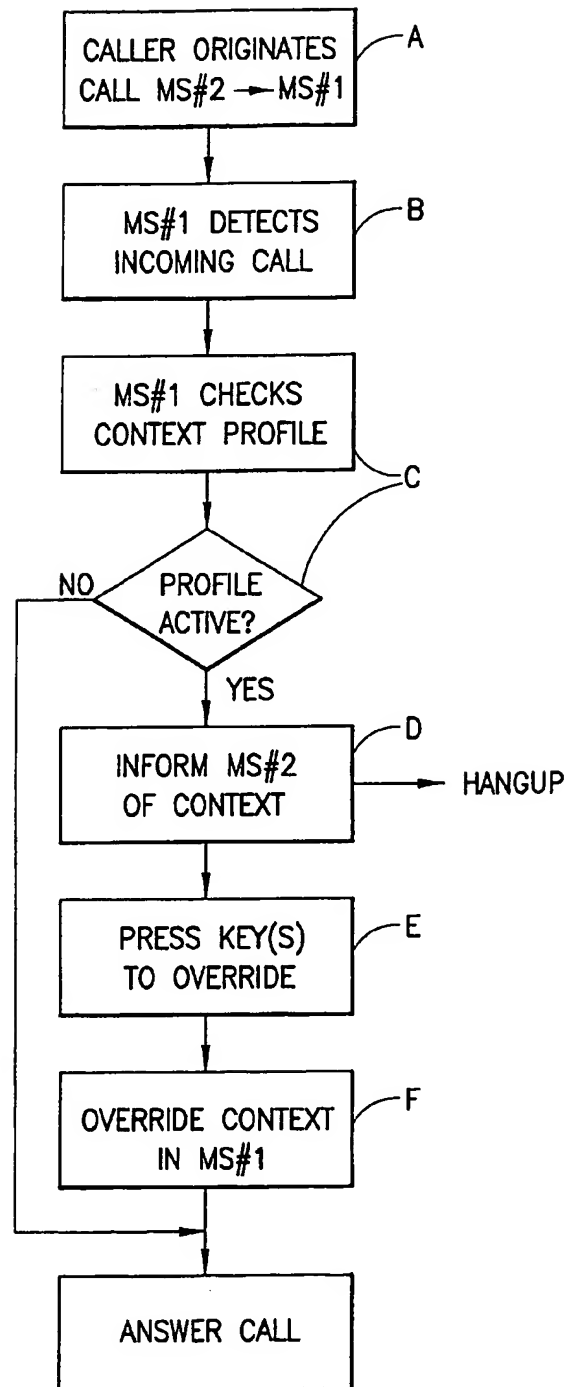 CALLER ORIGINATES
CALL MS#2 → MS#1
A
MS#1 DETECTS
INCOMING CALL
B
MS#1 CHECKS
CONTEXT PROFILE
C
NO
PROFILE
ACTIVE?
YES
D
INFORM MS#2
OF CONTEXT
HANGUP
PRESS KEY(S)
TO OVERRIDE
E
OVERRIDE CONTEXT
IN MS#1
F
ANSWER CALL